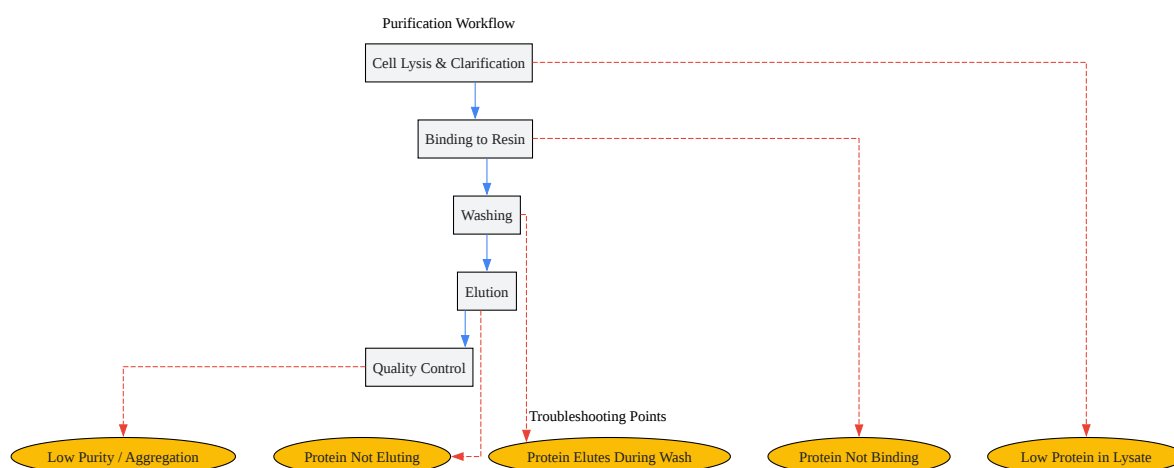 Purification Workflow
Cell Lysis & Clarification
Binding to Resin
Washing
Elution
Quality Control
Troubleshooting Points
Low Purity / Aggregation
Protein Not Eluting
Protein Elutes During Wash
Protein Not Binding
Low Protein in Lysate